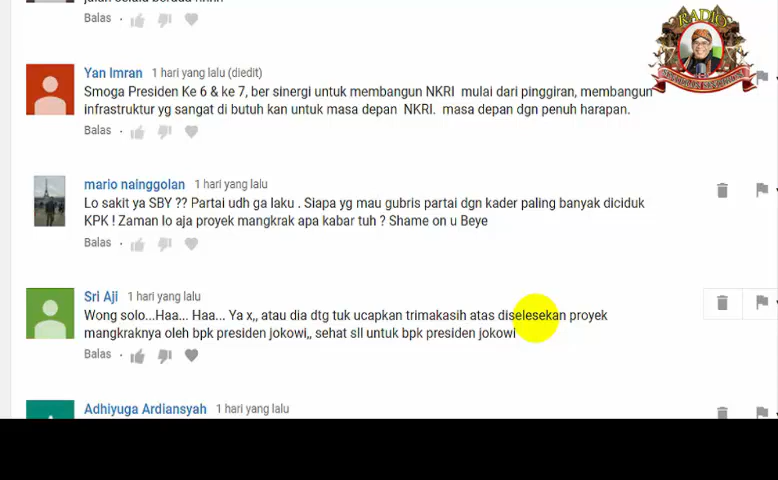 Balas
RADIO
Yan Imran 1 hari yang lalu (diedit)
Smoga Presiden Ke 6 & ke 7, ber sinergi untuk membangun NKRI mulai dari pinggiran, membangun
infrastruktur yg sangat di butuh kan untuk masa depan NKRI. masa depan dgn penuh harapan.
Balas
mario nainggolan 1 hari yang lalu
Lo sakit ya SBY ?? Partai udh ga laku . Siapa yg mau gubris partai dgn kader paling banyak diciduk
KPK ! Zaman lo aja proyek mangkrak apa kabar tuh ? Shame on u Beye
Balas
Sri Aji 1 hari yang lalu
Wong solo...Haa... Haa... Ya x,, atau dia dtg tuk ucapkan trimakasih atas diselesekan proyek
mangkraknya oleh bpk presiden jokowi,, sehat sll untuk bpk presiden jokowi
Balas
Adhiyuga Ardiansyah 1 hari yang lalu